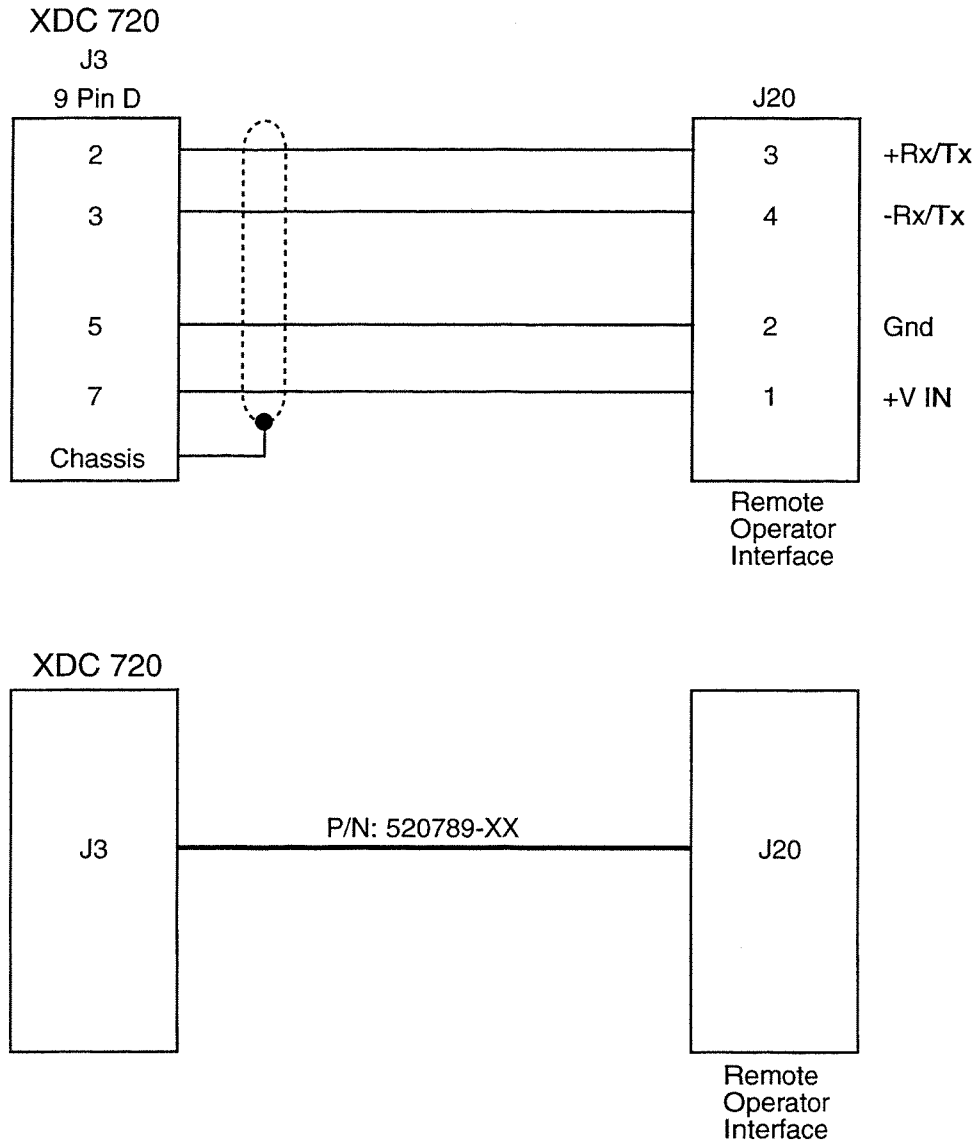 XDC 720
J3
9 Pin D
J20
2
3
+Rx/Tx
3
4
-Rx/Tx
5
2
Gnd
7
1
+V IN
Chassis
Remote
Operator
Interface
XDC 720
P/N: 520789-XX
J3
J20
Remote
Operator
Interface